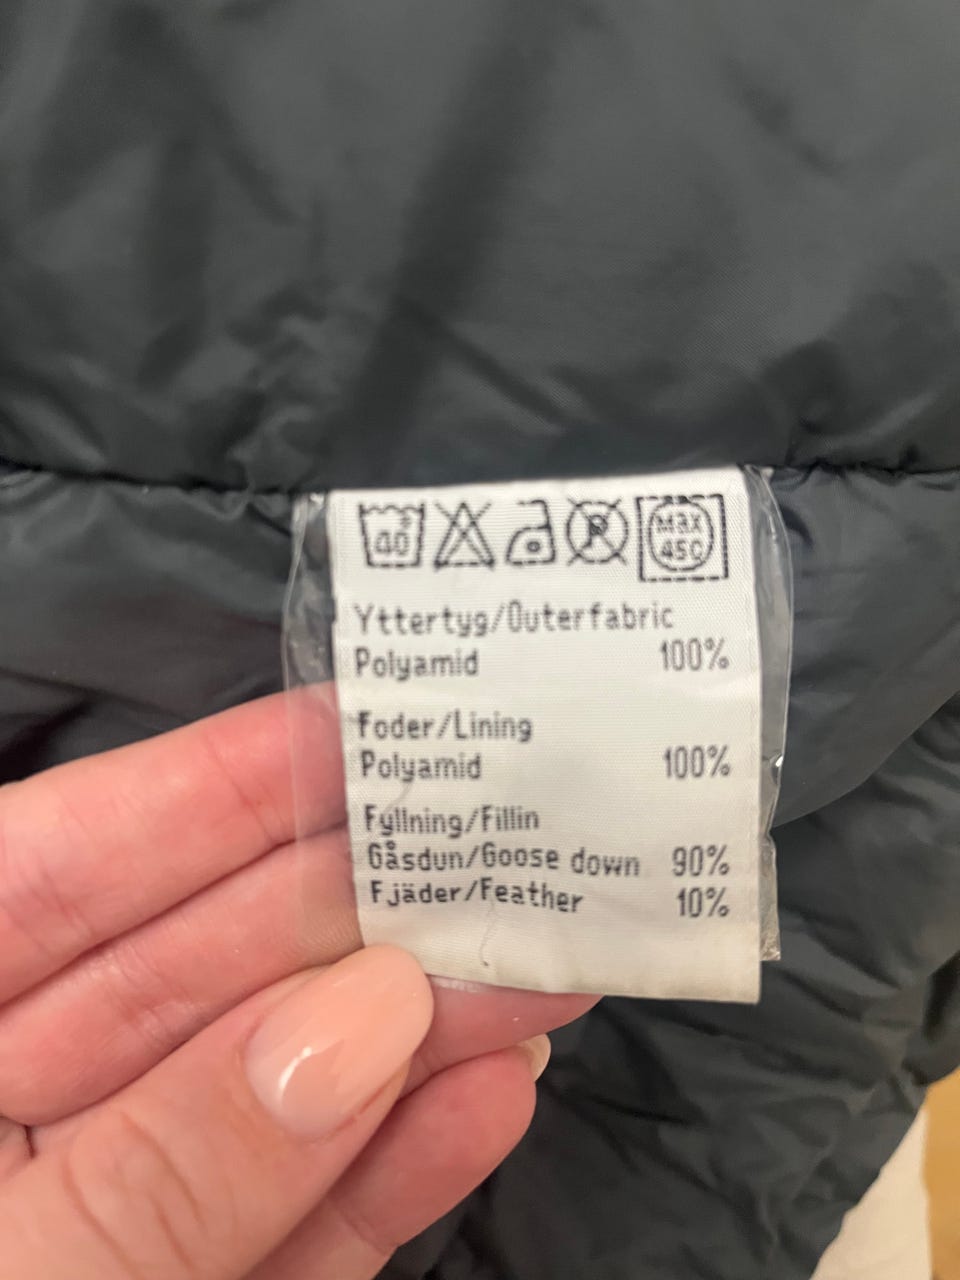 40°
P
Max
45°
Yttertyg/Outerfabric
Polyamid 100%
Foder/Lining
Polyamid 100%
Fyllning/Fillin
Gåsdun/Goose down 90%
Fjäder/Feather 10%